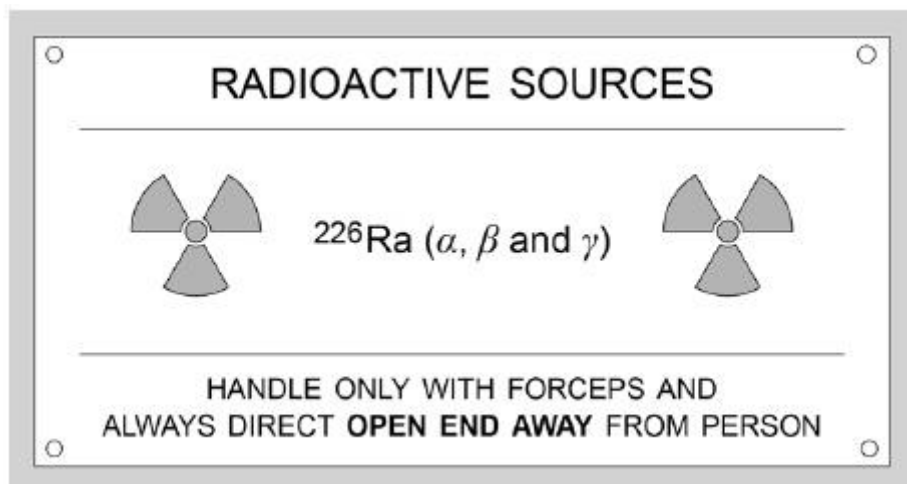 RADIOACTIVE SOURCES
²²⁶Ra (α, β and γ)
HANDLE ONLY WITH FORCEPS AND
ALWAYS DIRECT OPEN END AWAY FROM PERSON